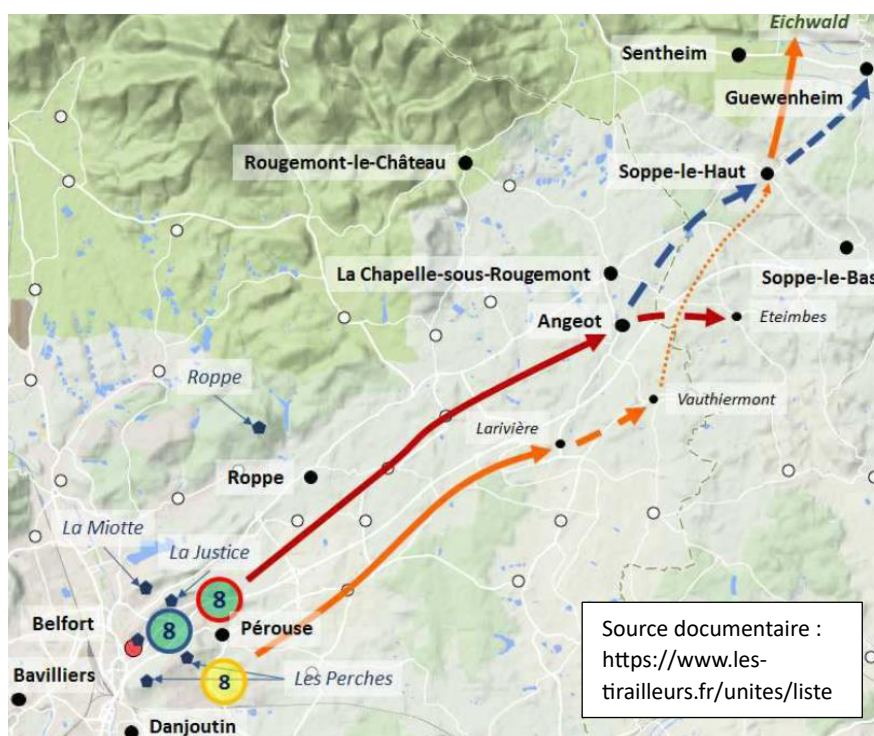 Eichwald
Sentheim
Guewenheim
Rougemont-le-Château
Soppe-le-Haut
La Chapelle-sous-Rougemont
Soppe-le-Bas
Angeot
Eteimbes
Roppe
Vauthiermont
Larivière
Roppe
La Miotte
La Justice
8
Belfort
8
Pérouse
Bavilliers
8
Les Perches
Danjoutin
Source documentaire :
https://www.les-
tirailleurs.fr/unites/liste